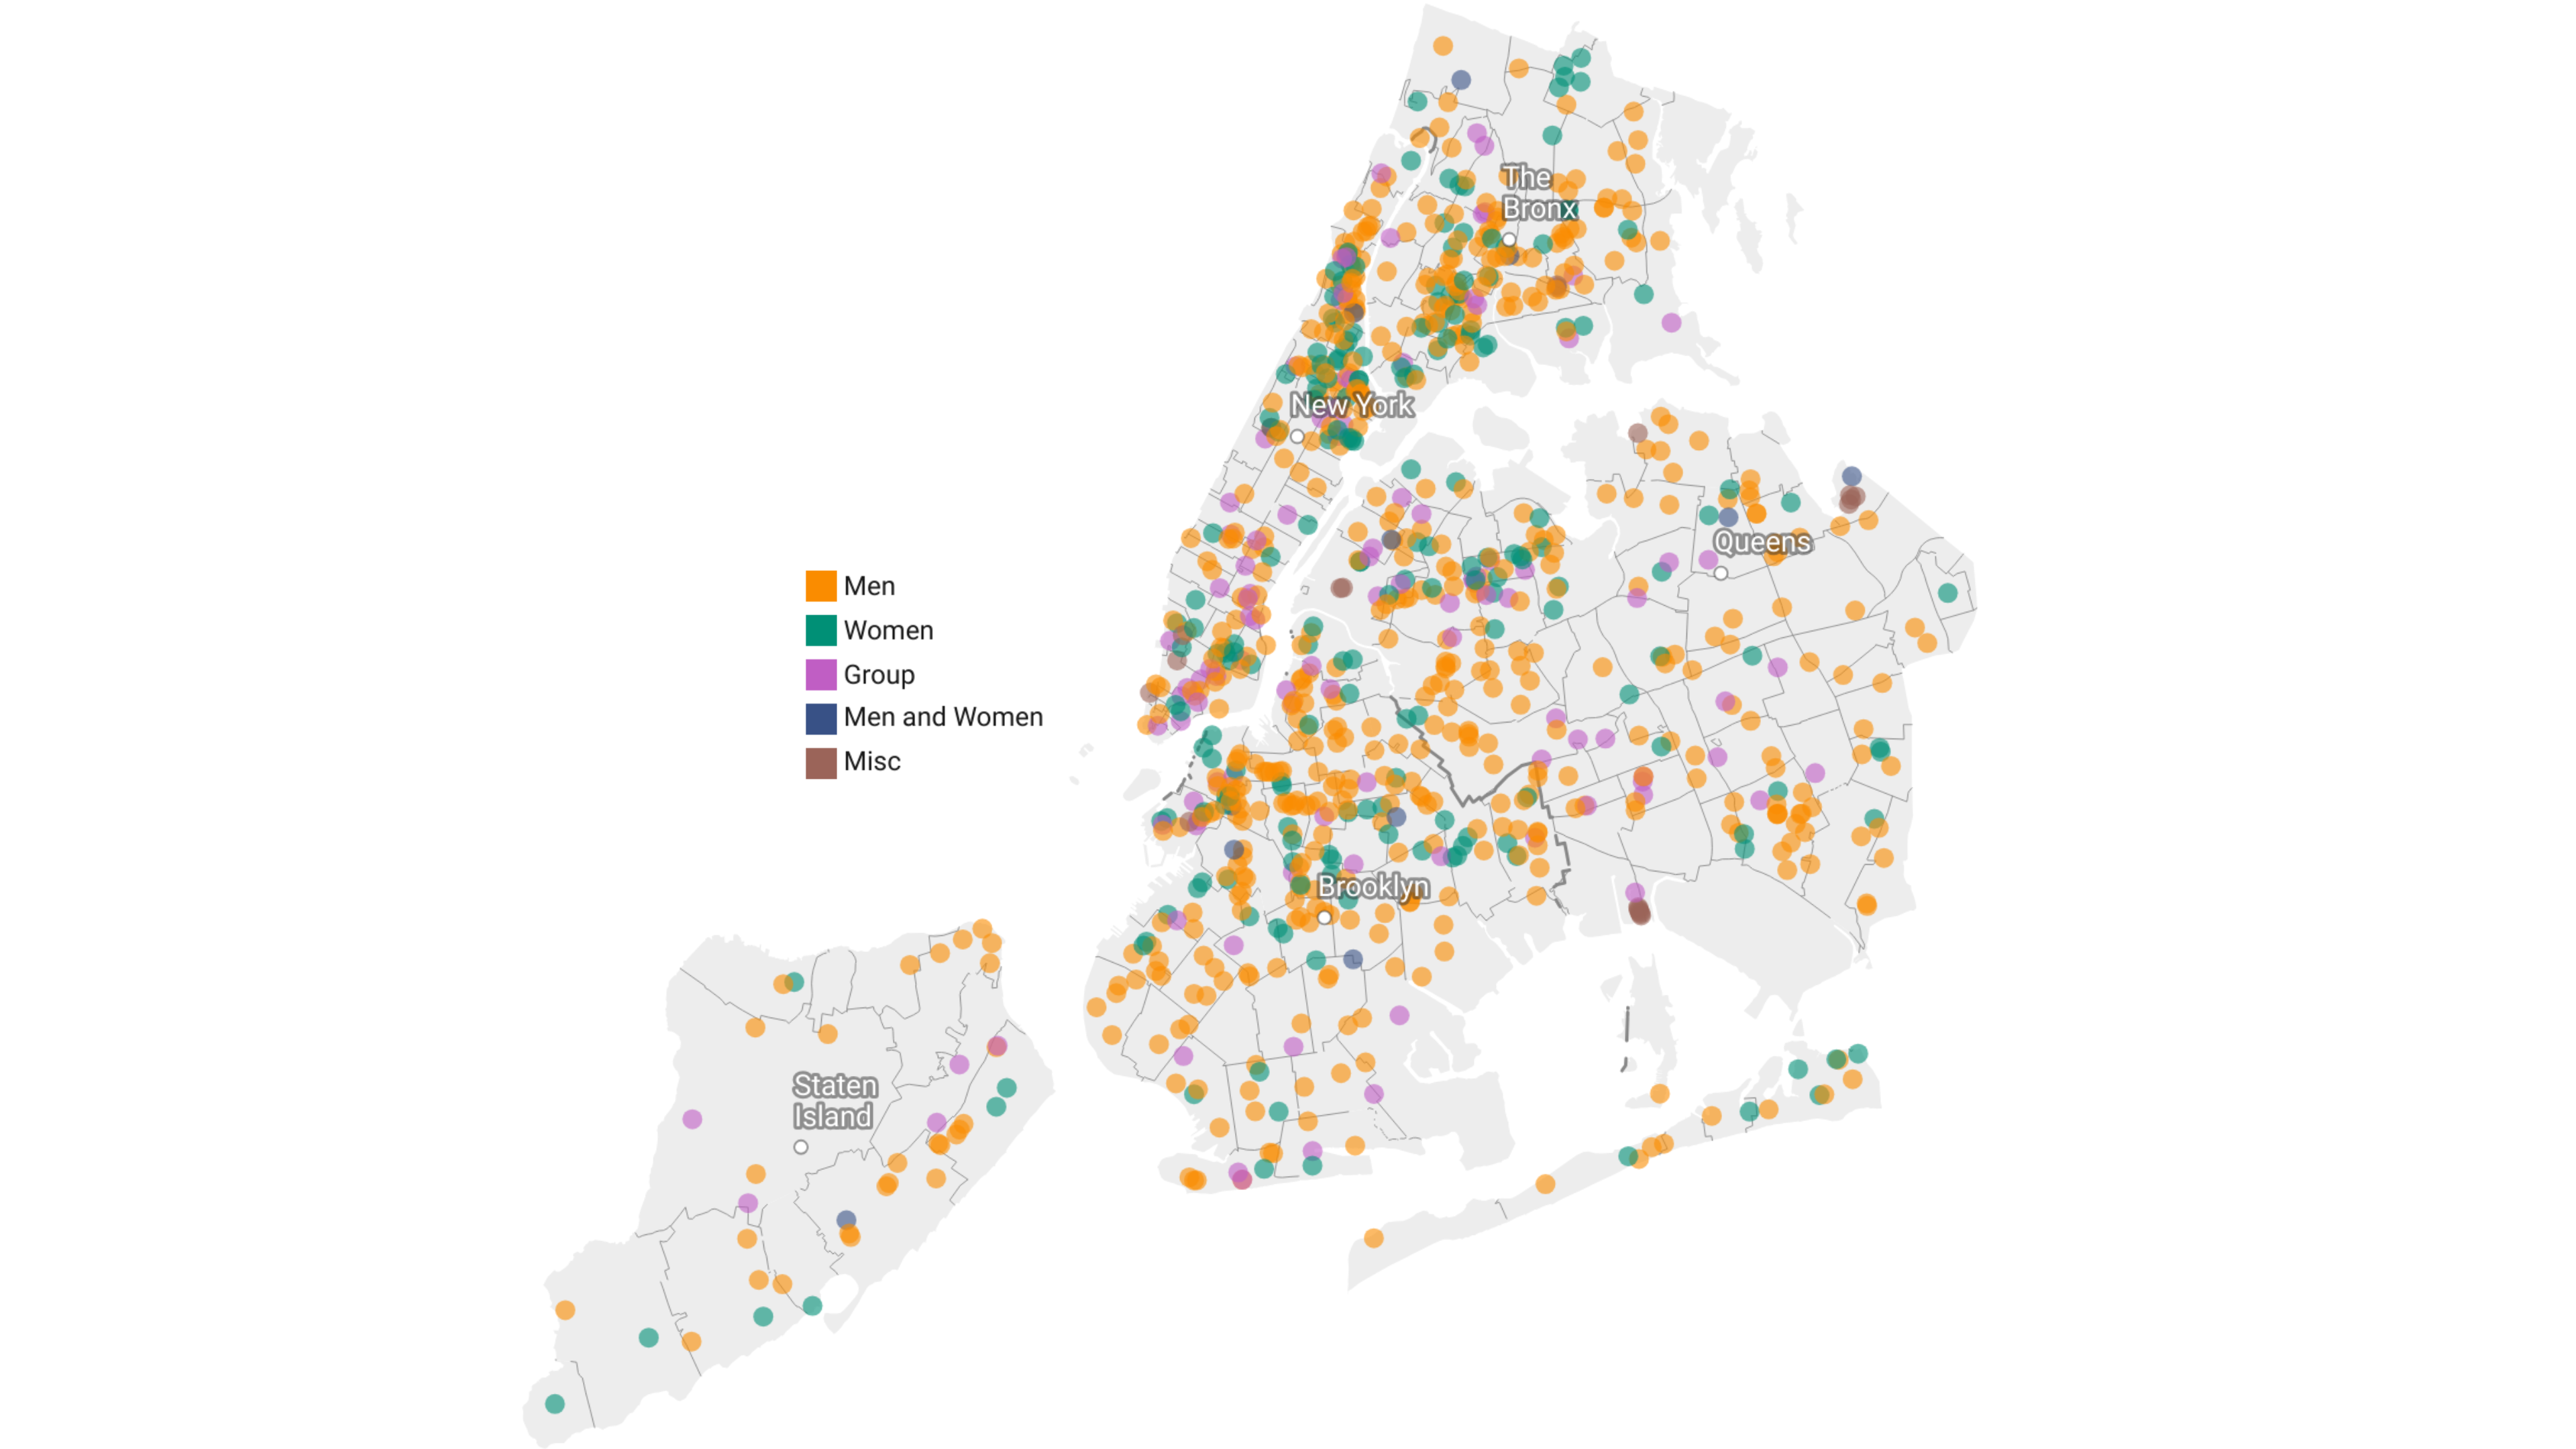 The
Bronx
New York
Queens
Men
Women
Group
Men and Women
Misc
Brooklyn
Staten
Island